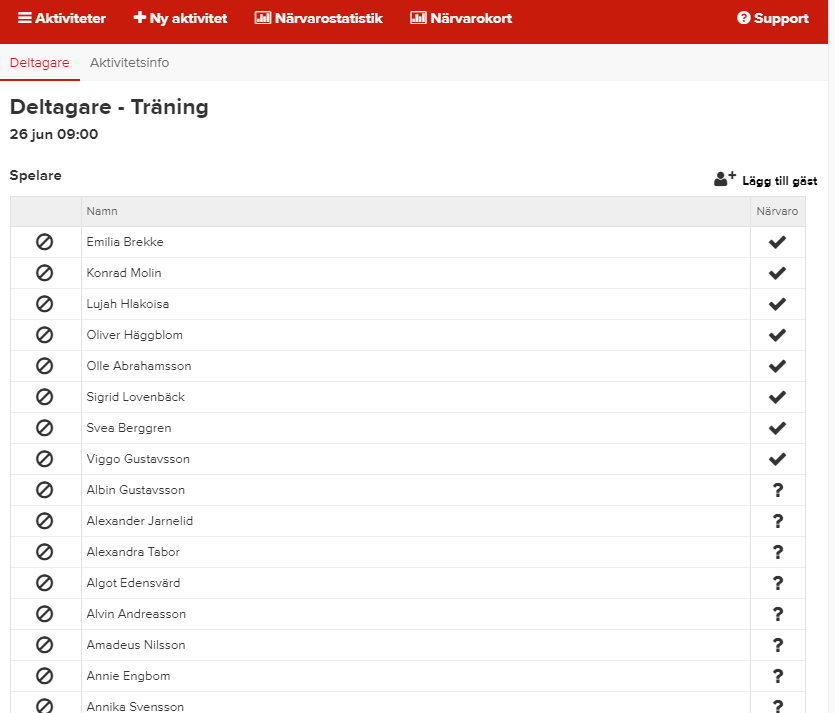 Aktiviteter Ny aktivitet Närvarostatistik Närvarokort Support
Deltagare Aktivitetsinfo
Deltagare - Träning
26 jun 09:00
Spelare
Lägg till gäst
Namn Närvaro
Emilia Brekke
Konrad Molin
Lujah Hlakoisa
Oliver Häggblom
Olle Abrahamsson
Sigrid Lovenbäck
Svea Berggren
Viggo Gustavsson
Albin Gustavsson ?
Alexander Jarnelid ?
Alexandra Tabor ?
Algot Edensvärd ?
Alvin Andreasson ?
Amadeus Nilsson ?
Annie Engbom ?
Annika Svensson ?